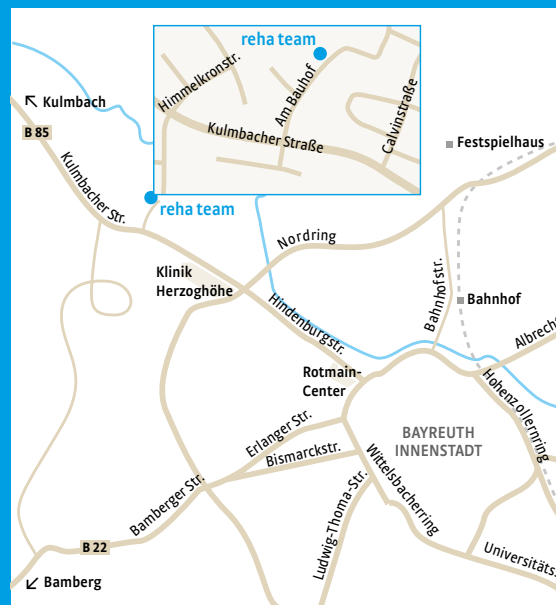 reha team
Himmelkronstr.
Am Bauhof
Kulmbacher Straße
Calvinstraße
Kulmbach
B 85
Kulmbacher Str.
reha team
Festspielhaus
Nordring
Klinik
Herzoghöhe
Hindenburgstr.
Bahnhofstr.
Bahnhof
Albrecht
Rotmain-
Center
Hohenzollernring
Erlanger Str.
BAYREUTH
INNENSTADT
Bismarckstr.
Wittelsbacherring
Bamberger Str.
Ludwig-Thoma-Str.
B 22
Universitäts
Bamberg